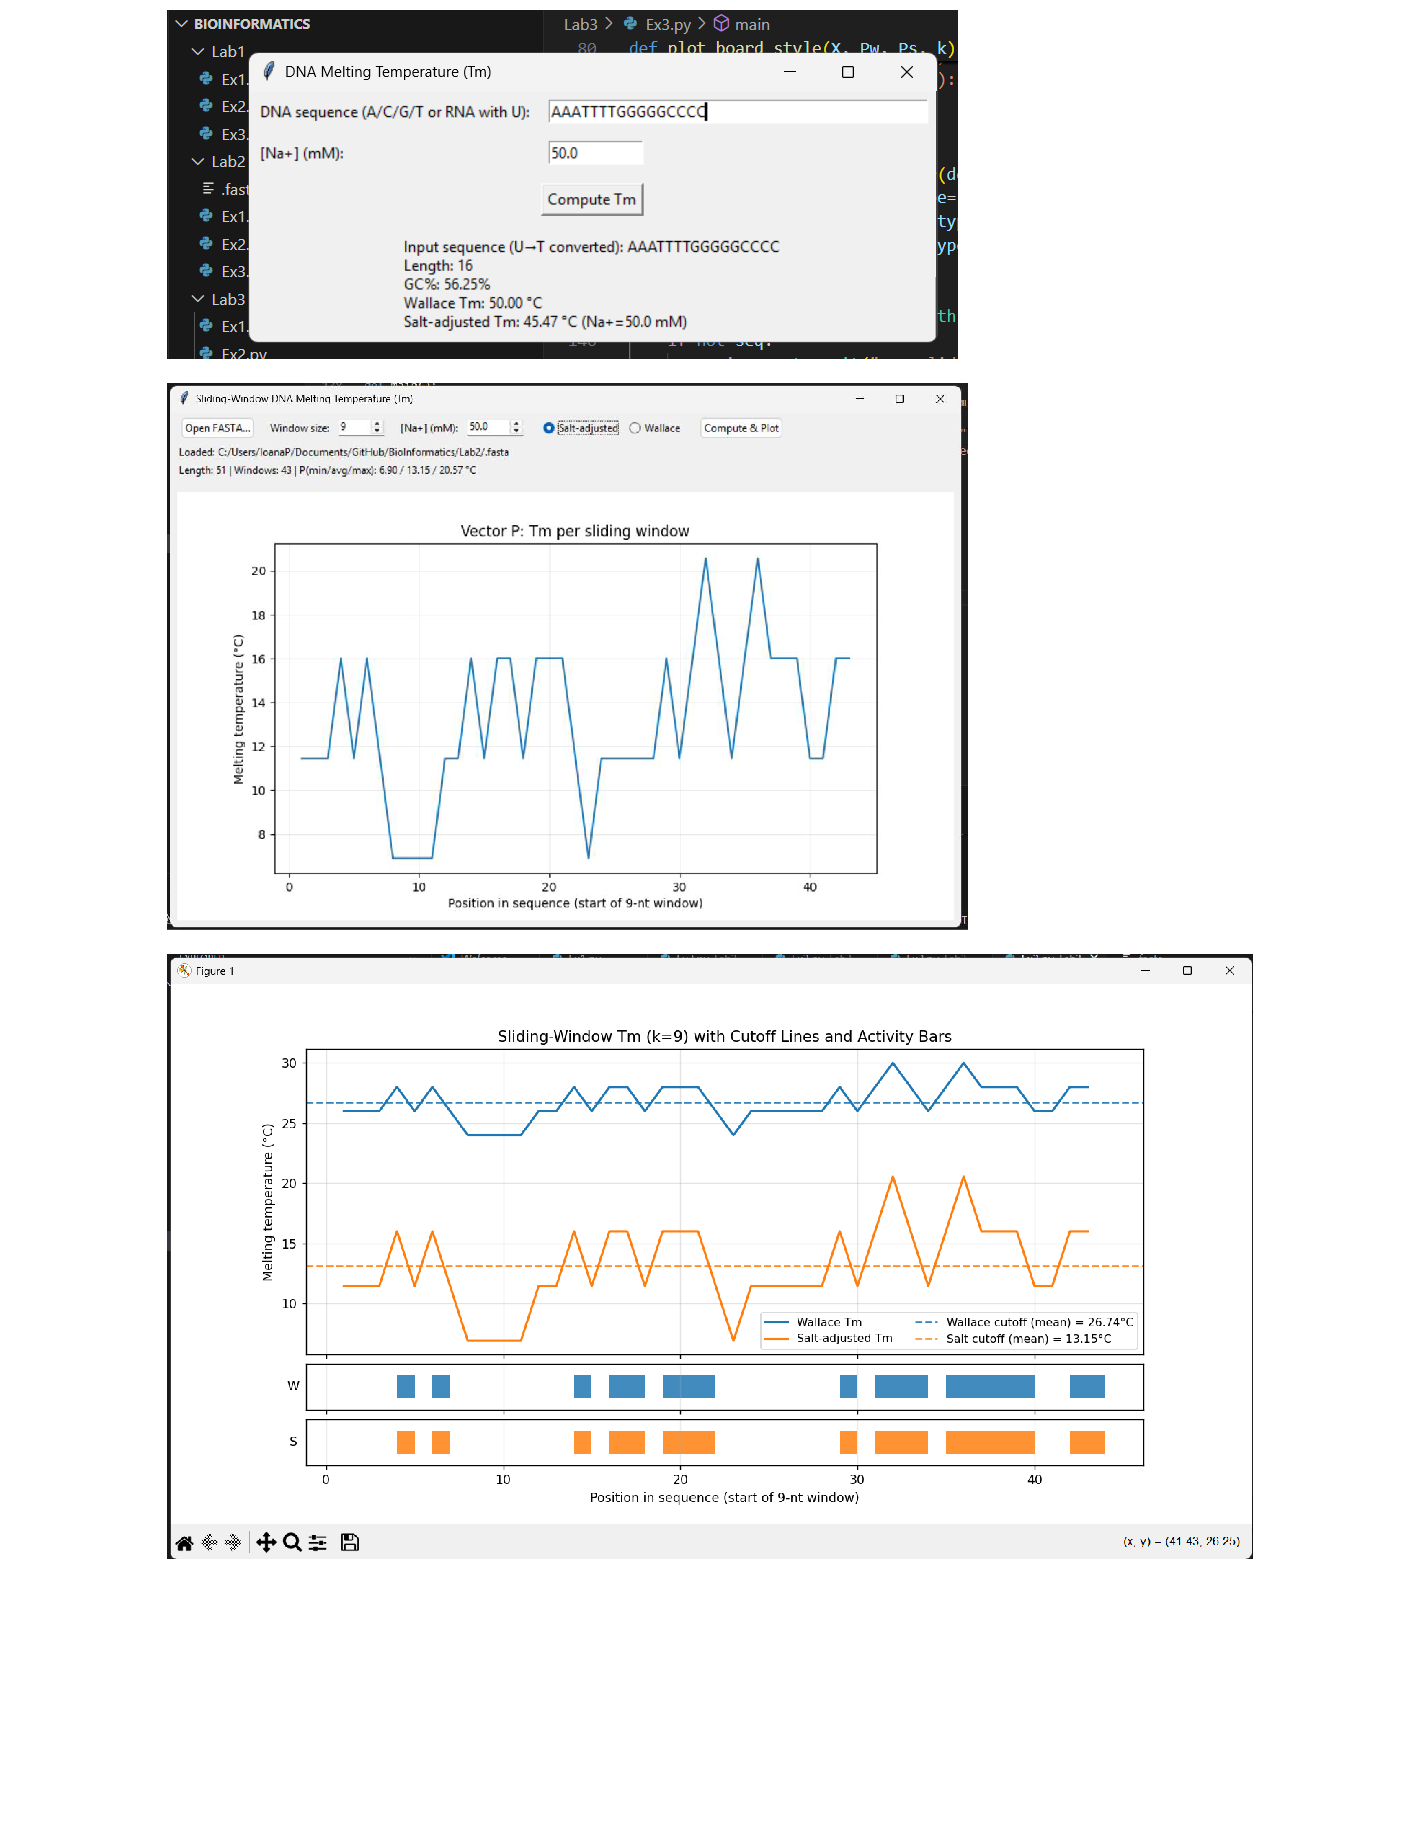 BIOINFORMATICS
Lab1
Ex1.
Ex2.
Ex3.
Lab2
.fast
Ex1.
Ex2.
Ex3.
Lab3
Ex1.
Ex2.py
Lab3 > Ex3.py > main
80 def plot_board_style(X, Pw, Ps, k)
DNA Melting Temperature (Tm)
DNA sequence (A/C/G/T or RNA with U): AAATTTTGGGGGCCCC
[Na+] (mM): 50.0
Compute Tm
Input sequence (U→T converted): AAATTTTGGGGGCCCC
Length: 16
GC%: 56.25%
Wallace Tm: 50.00 °C
Salt-adjusted Tm: 45.47 °C (Na+=50.0 mM)
Sliding-Window DNA Melting Temperature (Tm)
Open FASTA... Window size: 9 [Na+] (mM): 50.0 Salt-adjusted Wallace Compute & Plot
Loaded: C:/Users/IoanaP/Documents/GitHub/BioInformatics/Lab2/.fasta
Length: 51 | Windows: 43 | P(min/avg/max): 6.90 / 13.15 / 20.57 °C
Vector P: Tm per sliding window
Melting temperature (°C)
20
18
16
14
12
10
8
0 10 20 30 40
Position in sequence (start of 9-nt window)
Figure 1
Sliding-Window Tm (k=9) with Cutoff Lines and Activity Bars
Melting temperature (°C)
30
25
20
15
10
Wallace Tm
Salt-adjusted Tm
Wallace cutoff (mean) = 26.74°C
Salt cutoff (mean) = 13.15°C
W
S
0 10 20 30 40
Position in sequence (start of 9-nt window)
(x, y) = (41.43, 26.25)